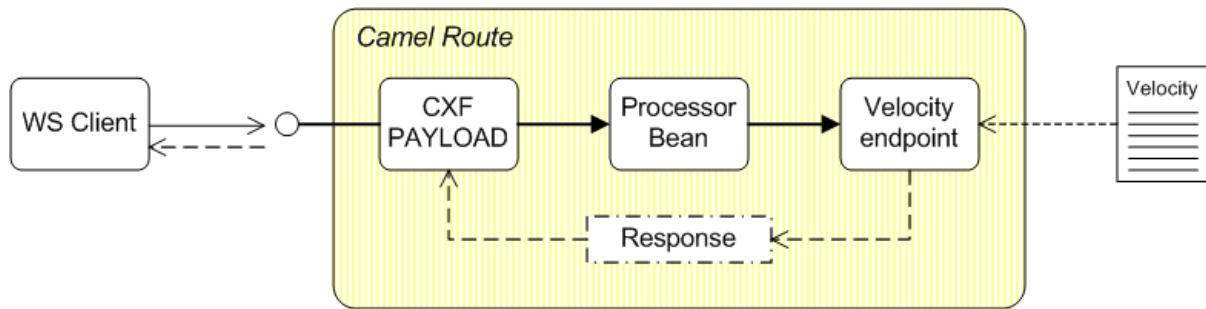 Camel Route
WS Client
CXF
PAYLOAD
Processor
Bean
Velocity
endpoint
Velocity
Response